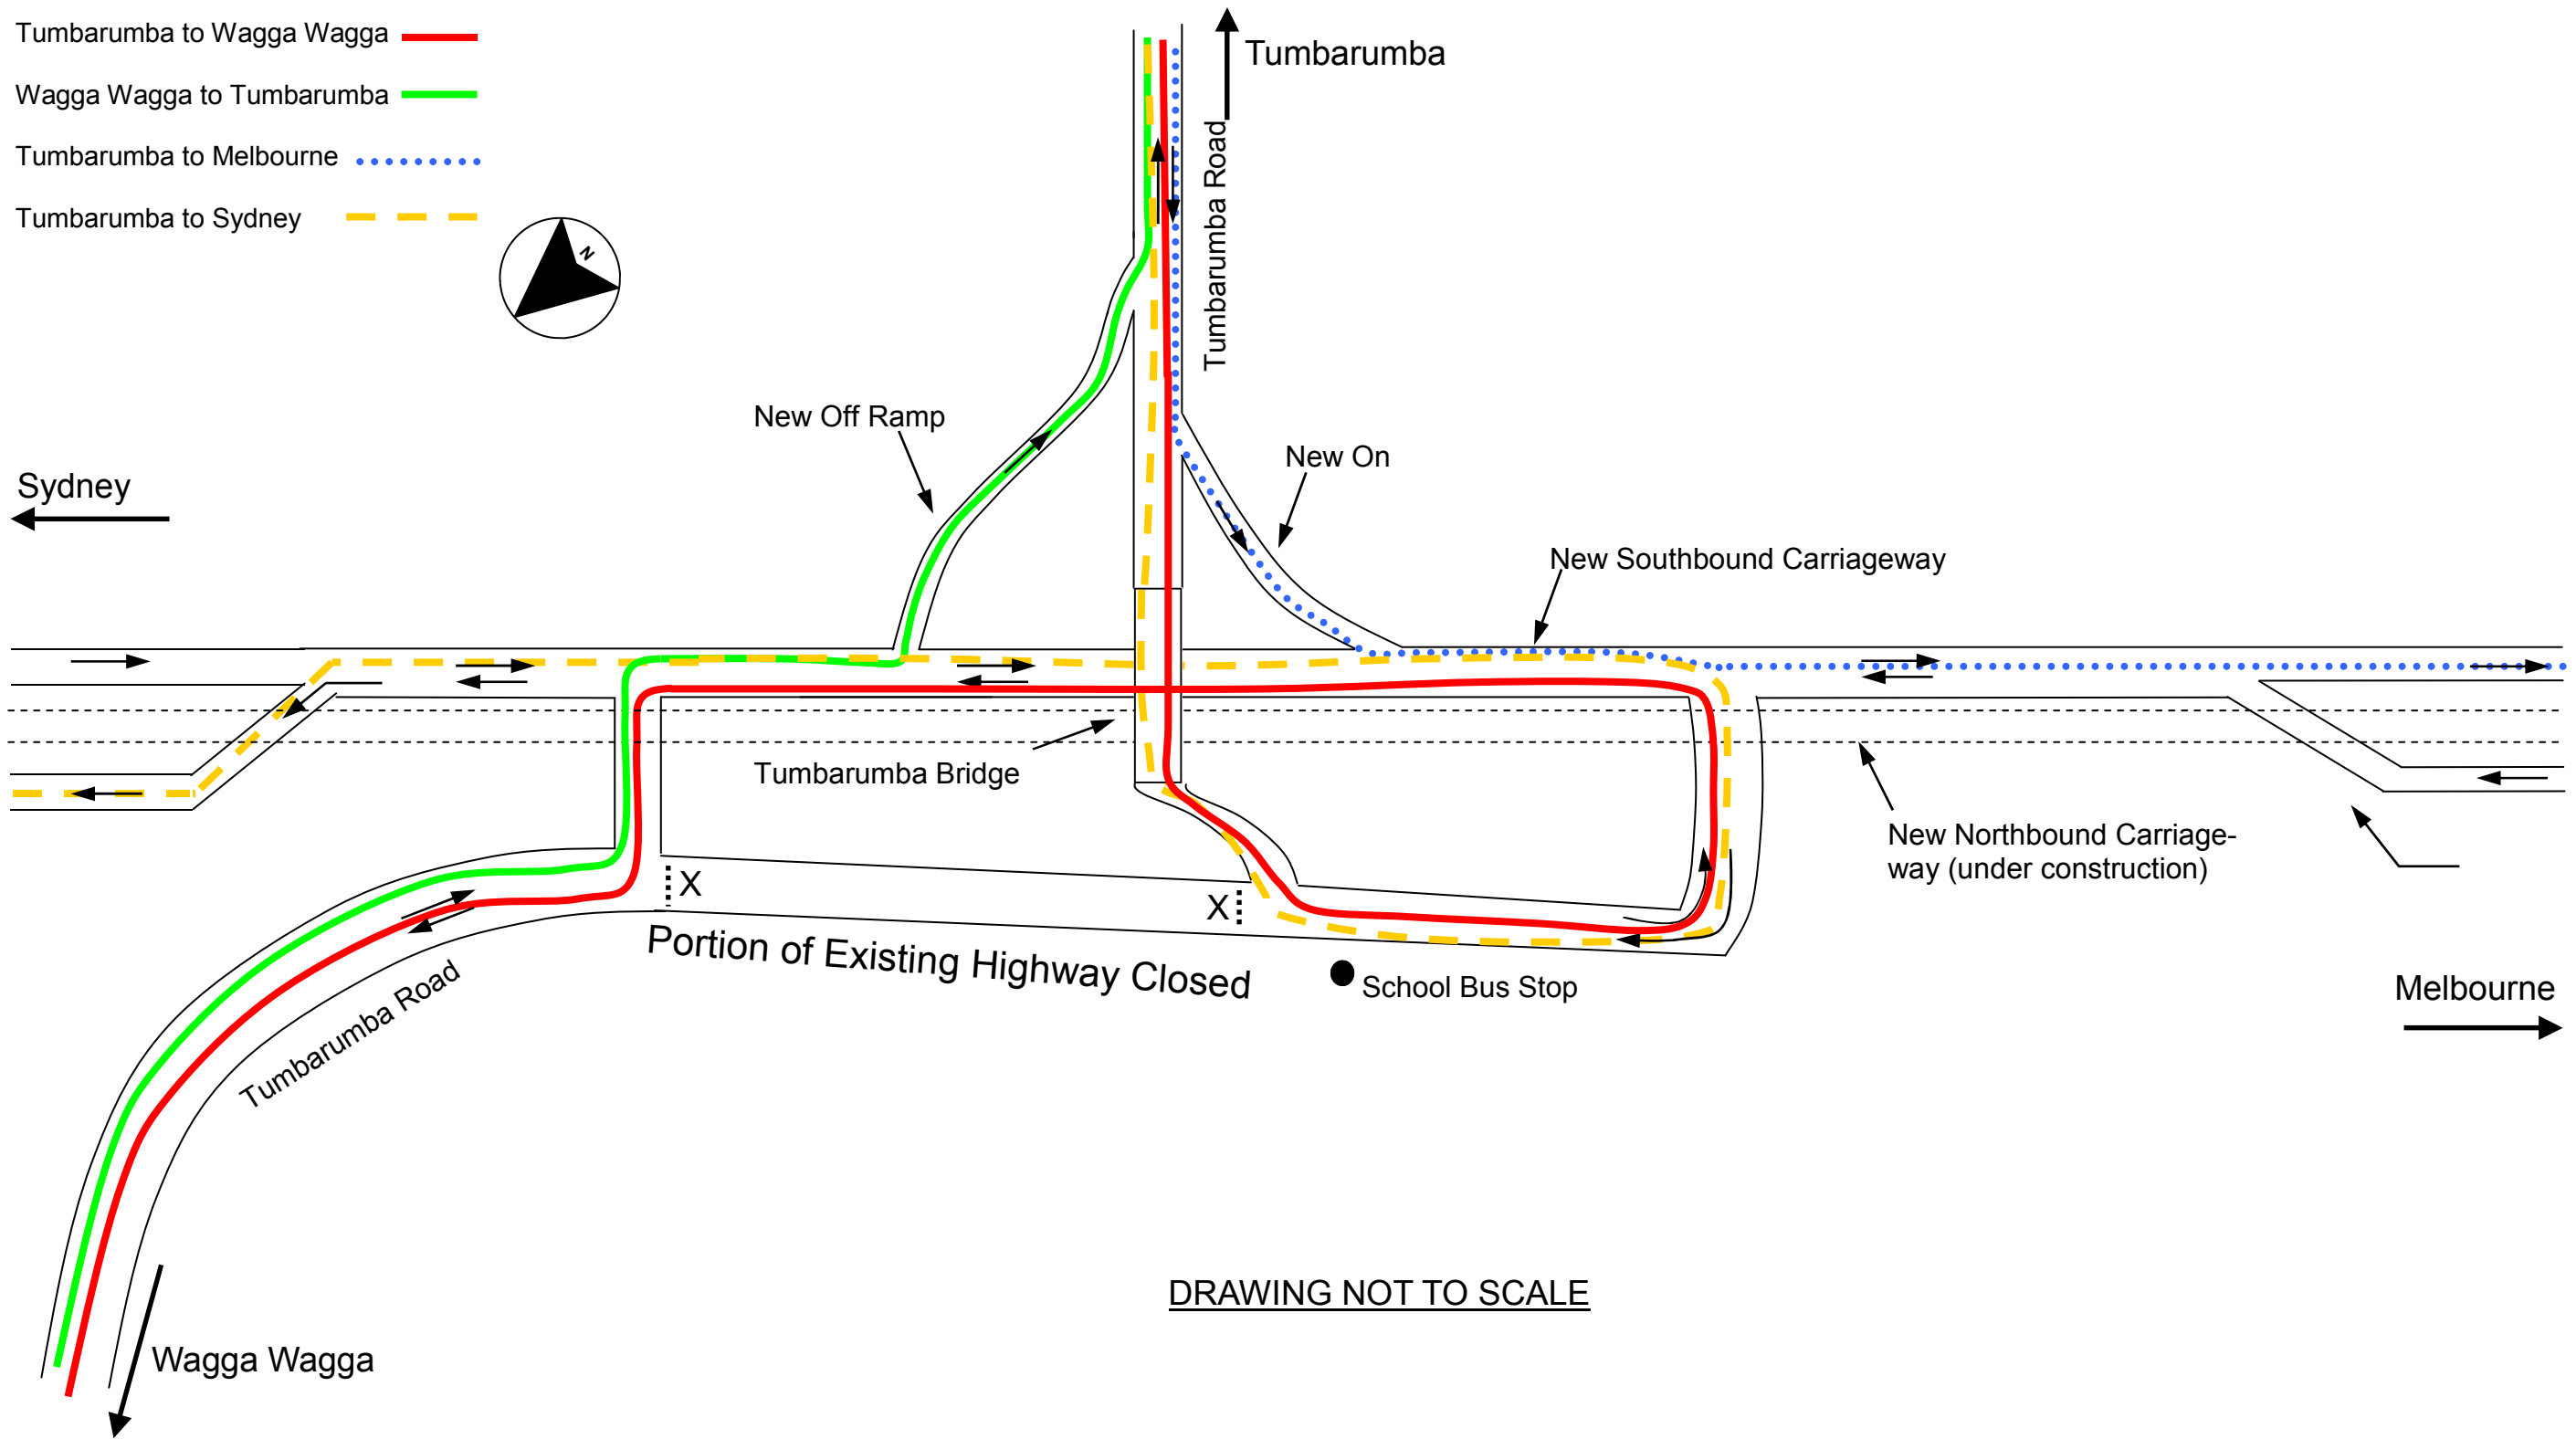 Tumbarumba to Wagga Wagga
Wagga Wagga to Tumbarumba
Tumbarumba to Melbourne
Tumbarumba to Sydney
N
Tumbarumba
Tumbarumba Road
New Off Ramp
New On
Sydney
New Southbound Carriageway
Tumbarumba Bridge
New Northbound Carriage-
way (under construction)
X
X
Portion of Existing Highway Closed
School Bus Stop
Melbourne
Tumbarumba Road
DRAWING NOT TO SCALE
Wagga Wagga